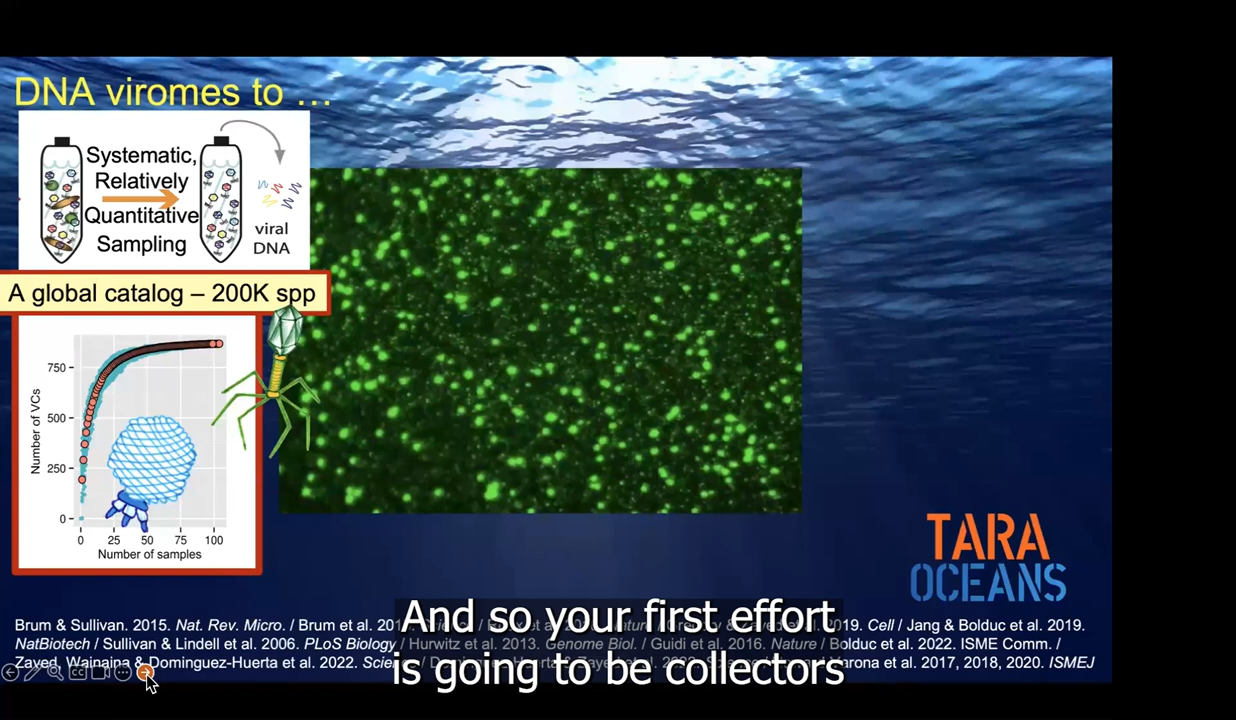 DNA viromes to …
Systematic,
Relatively
Quantitative
Sampling
viral
DNA
A global catalog – 200K spp
Number of VCs
750
500
250
0
0 25 50 75 100
Number of samples
TARA
OCEANS
And so your first effort
is going to be collectors
Brum & Sullivan. 2015. Nat. Rev. Micro. / Brum et al. 2019. Cell / Jang & Bolduc et al. 2019.
NatBiotech / Sullivan & Lindell et al. 2006. PLoS Biology / Hurwitz et al. 2013. Genome Biol. / Guidi et al. 2016. Nature / Bolduc et al. 2022. ISME Comm. /
Zayed, Wainaina & Dominguez-Huerta et al. 2022. et al. 2017, 2018, 2020. ISMEJ
CC